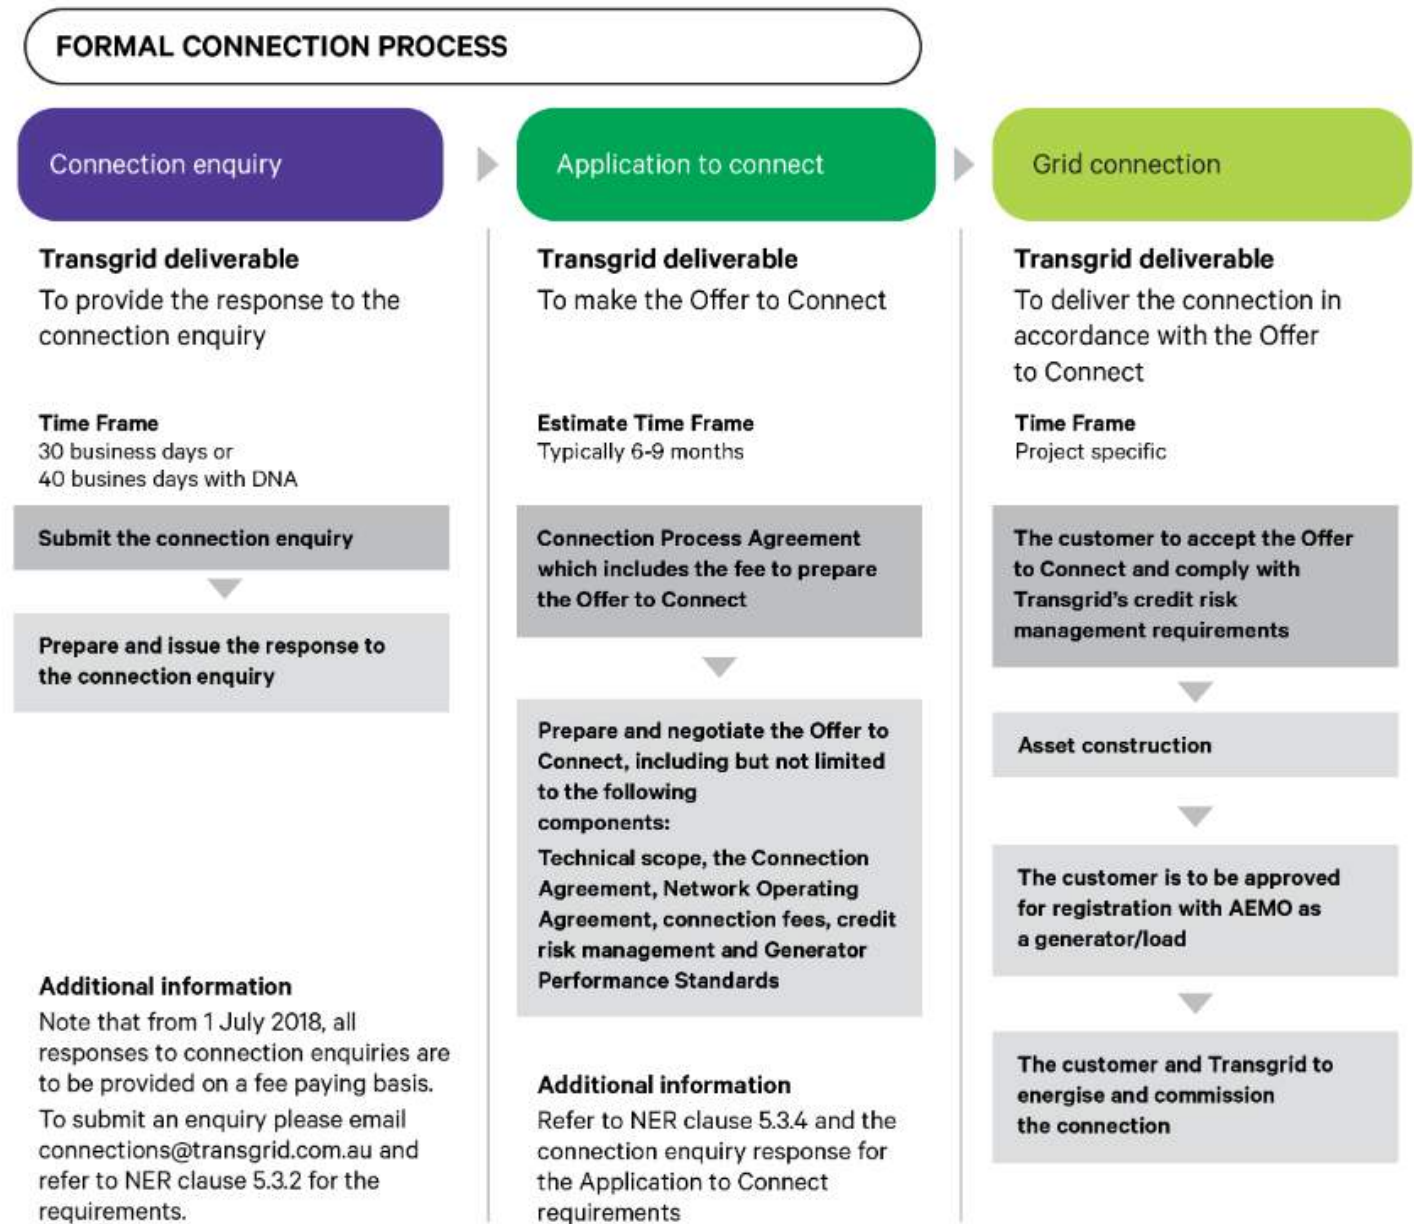 FORMAL CONNECTION PROCESS
Connection enquiry
Transgrid deliverable
To provide the response to the
connection enquiry
Time Frame
30 business days or
40 busines days with DNA
Submit the connection enquiry
Prepare and issue the response to
the connection enquiry
Additional information
Note that from 1 July 2018, all
responses to connection enquiries are
to be provided on a fee paying basis.
To submit an enquiry please email
connections@transgrid.com.au and
refer to NER clause 5.3.2 for the
requirements.
Application to connect
Transgrid deliverable
To make the Offer to Connect
Estimate Time Frame
Typically 6-9 months
Connection Process Agreement
which includes the fee to prepare
the Offer to Connect
Prepare and negotiate the Offer to
Connect, including but not limited
to the following
components:
Technical scope, the Connection
Agreement, Network Operating
Agreement, connection fees, credit
risk management and Generator
Performance Standards
Additional information
Refer to NER clause 5.3.4 and the
connection enquiry response for
the Application to Connect
requirements
Grid connection
Transgrid deliverable
To deliver the connection in
accordance with the Offer
to Connect
Time Frame
Project specific
The customer to accept the Offer
to Connect and comply with
Transgrid's credit risk
management requirements
Asset construction
The customer is to be approved
for registration with AEMO as
a generator/load
The customer and Transgrid to
energise and commission
the connection